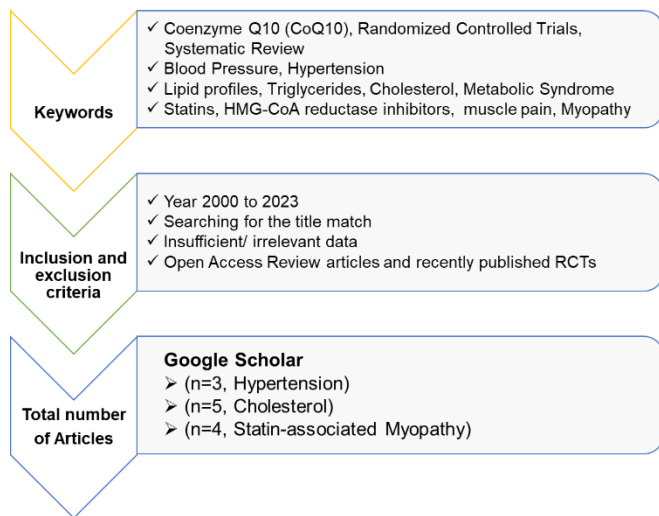 Keywords
✓ Coenzyme Q10 (CoQ10), Randomized Controlled Trials,
Systematic Review
✓ Blood Pressure, Hypertension
✓ Lipid profiles, Triglycerides, Cholesterol, Metabolic Syndrome
✓ Statins, HMG-CoA reductase inhibitors, muscle pain, Myopathy
Inclusion and
exclusion
criteria
✓ Year 2000 to 2023
✓ Searching for the title match
✓ Insufficient/ irrelevant data
✓ Open Access Review articles and recently published RCTs
Total number
of Articles
Google Scholar
➢ (n=3, Hypertension)
➢ (n=5, Cholesterol)
➢ (n=4, Statin-associated Myopathy)